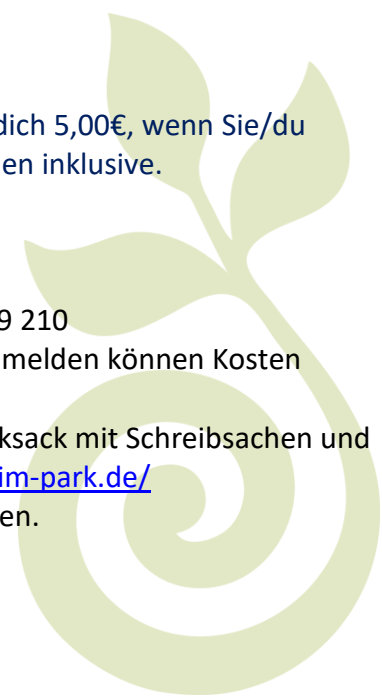 dich 5,00€, wenn Sie/du
en inklusive.
9 210
melden können Kosten
ksack mit Schreibsachen und
im-park.de/
en.